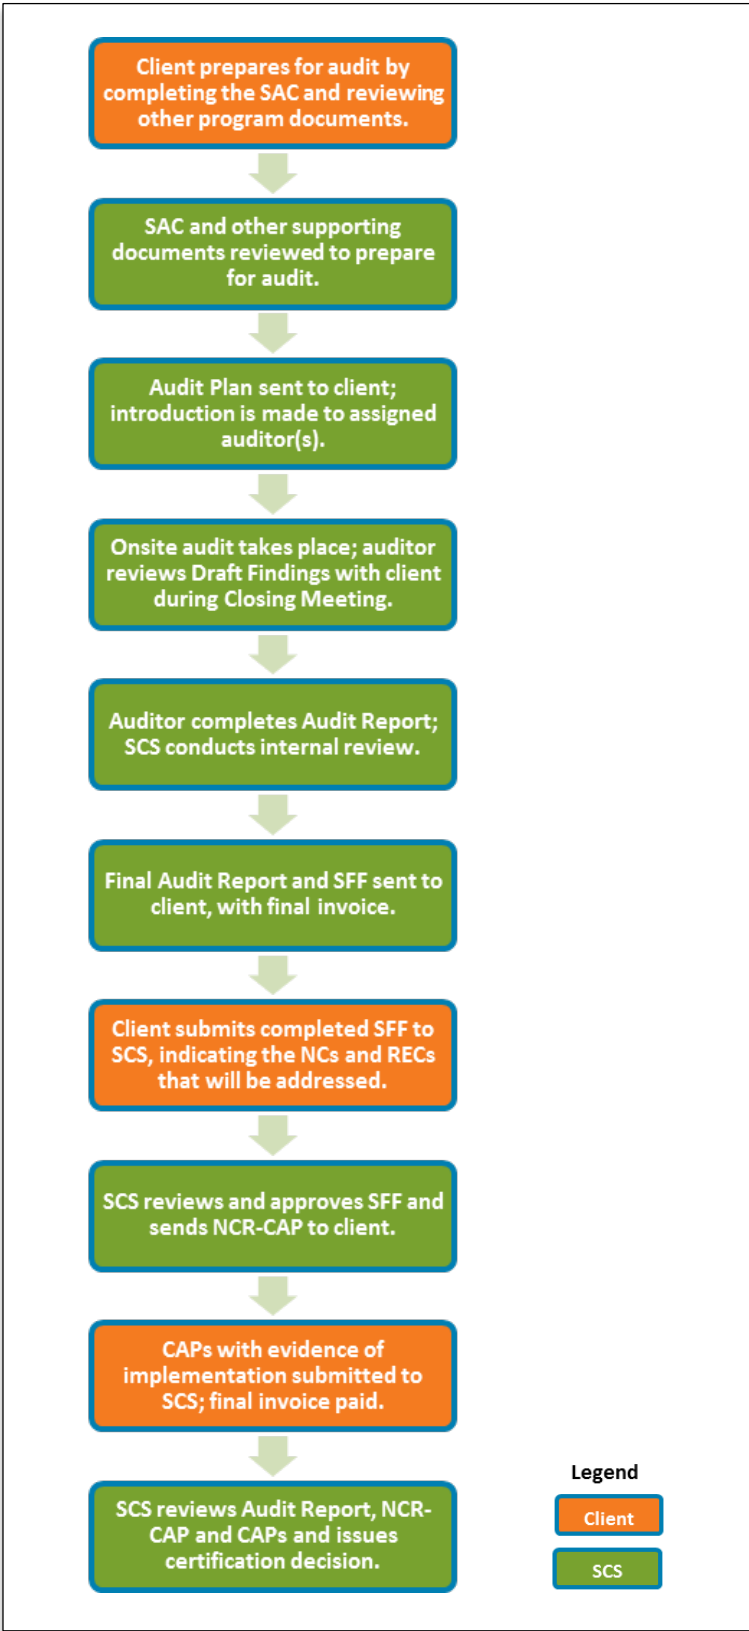 Client prepares for audit by
completing the SAC and reviewing
other program documents.
SAC and other supporting
documents reviewed to prepare
for audit.
Audit Plan sent to client;
introduction is made to assigned
auditor(s).
Onsite audit takes place; auditor
reviews Draft Findings with client
during Closing Meeting.
Auditor completes Audit Report;
SCS conducts internal review.
Final Audit Report and SFF sent to
client, with final invoice.
Client submits completed SFF to
SCS, indicating the NCs and RECs
that will be addressed.
SCS reviews and approves SFF and
sends NCR-CAP to client.
CAPs with evidence of
implementation submitted to
SCS; final invoice paid.
SCS reviews Audit Report, NCR-
CAP and CAPs and issues
certification decision.
Legend
Client
SCS